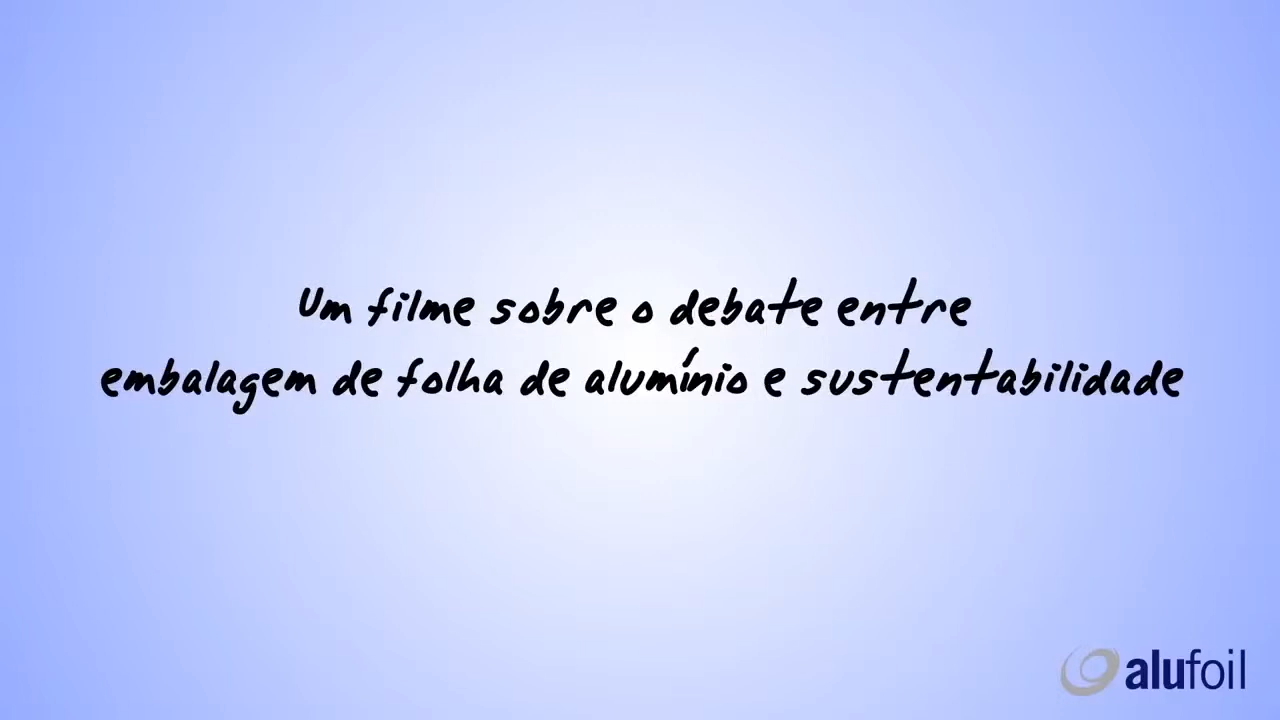 Um filme sobre o debate entre
embalagem de folha de alumínio e sustentabilidade
alufoil